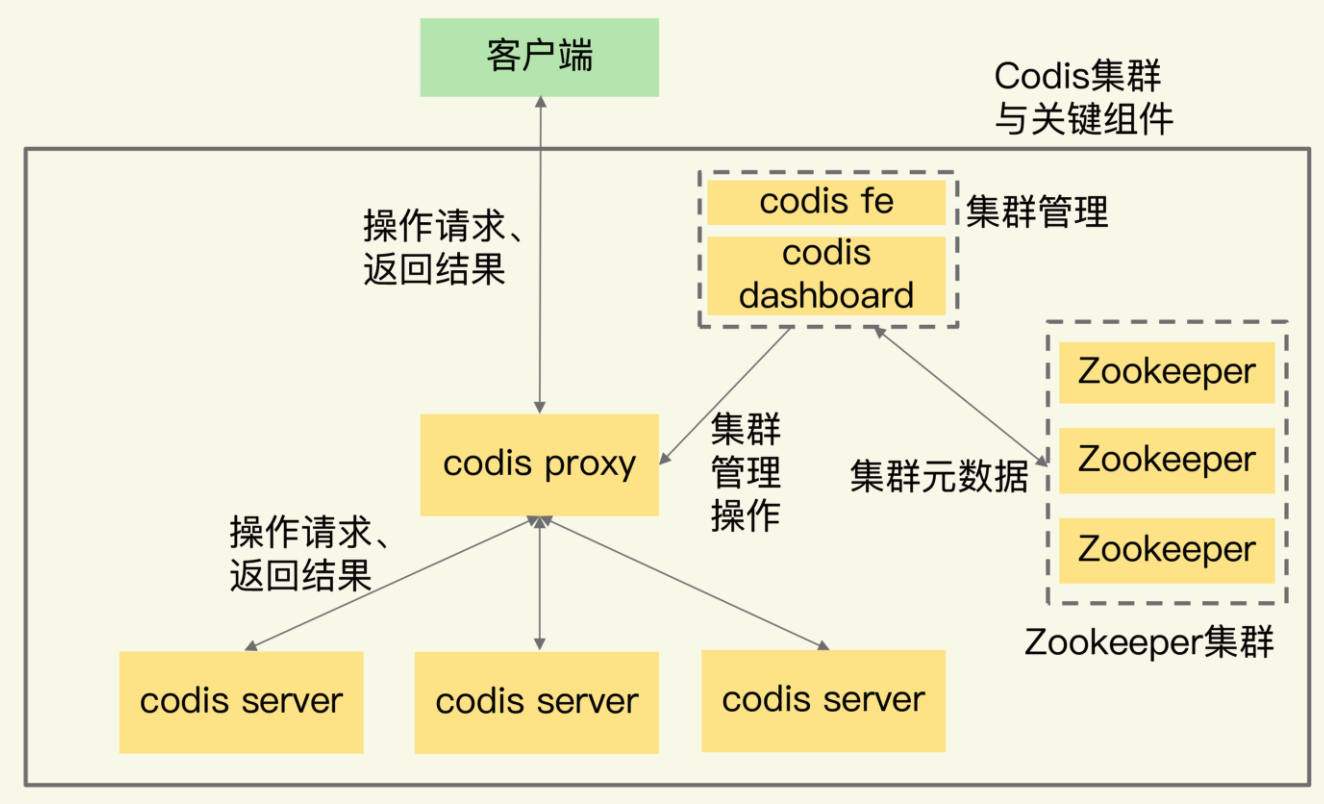 客户端
Codis集群
与关键组件
操作请求、
返回结果
codis fe
集群管理
codis
dashboard
Zookeeper
Zookeeper
Zookeeper
Zookeeper集群
集群
管理
操作
集群元数据
codis proxy
操作请求、
返回结果
codis server
codis server
codis server